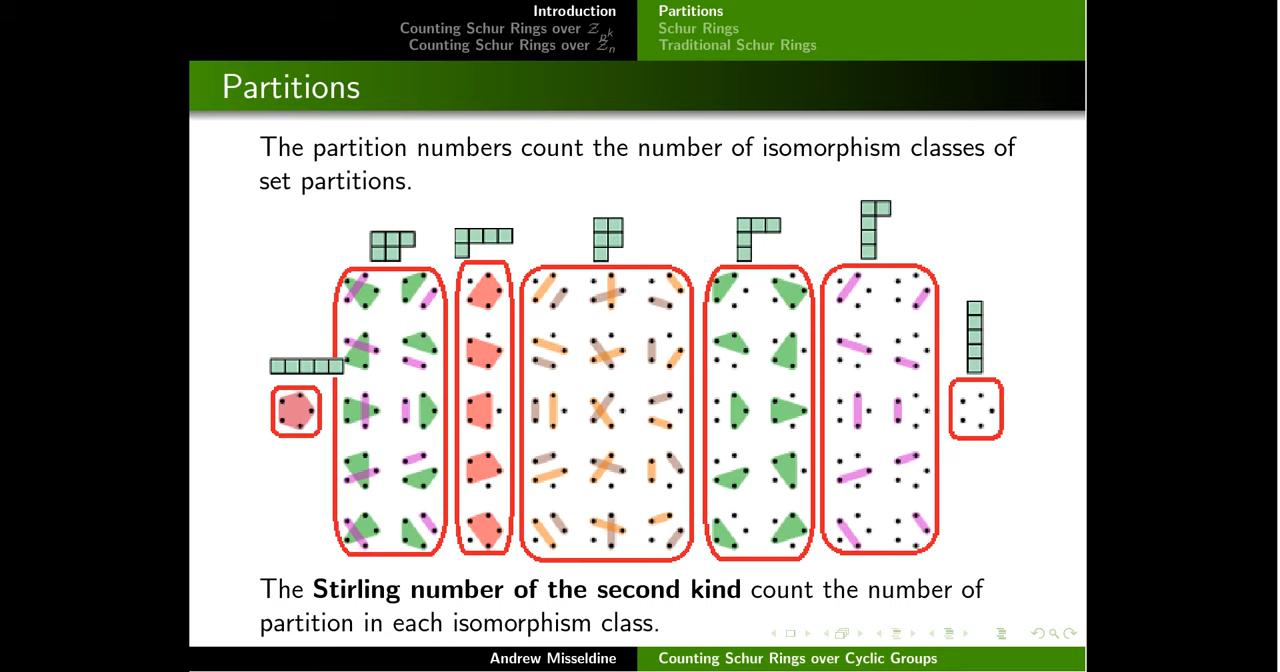 Introduction
Counting Schur Rings over Z_{p^k}
Counting Schur Rings over Z_n
Partitions
Schur Rings
Traditional Schur Rings
Partitions
The partition numbers count the number of isomorphism classes of
set partitions.
The Stirling number of the second kind count the number of
partition in each isomorphism class.
Andrew Misseldine
Counting Schur Rings over Cyclic Groups